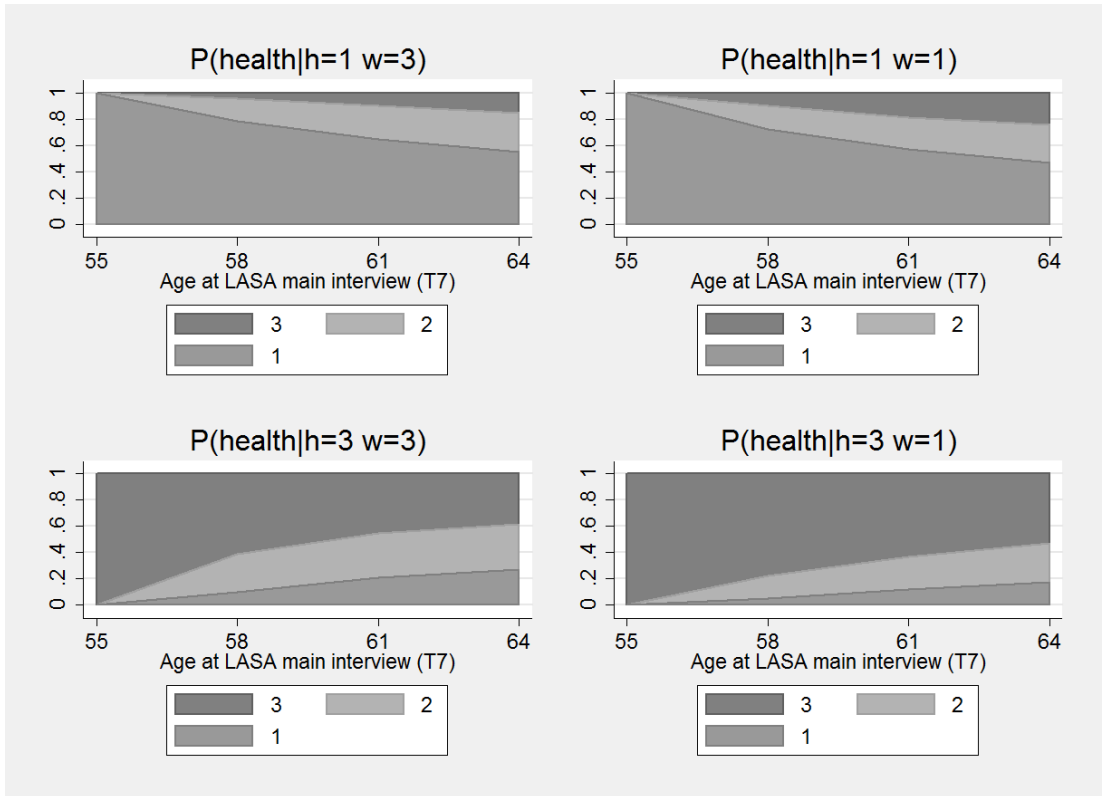 P(health|h=1 w=3)
0 .2 .4 .6 .8 1
55 58 61 64
Age at LASA main interview (T7)
3 2
1
P(health|h=1 w=1)
0 .2 .4 .6 .8 1
55 58 61 64
Age at LASA main interview (T7)
3 2
1
P(health|h=3 w=3)
0 .2 .4 .6 .8 1
55 58 61 64
Age at LASA main interview (T7)
3 2
1
P(health|h=3 w=1)
0 .2 .4 .6 .8 1
55 58 61 64
Age at LASA main interview (T7)
3 2
1